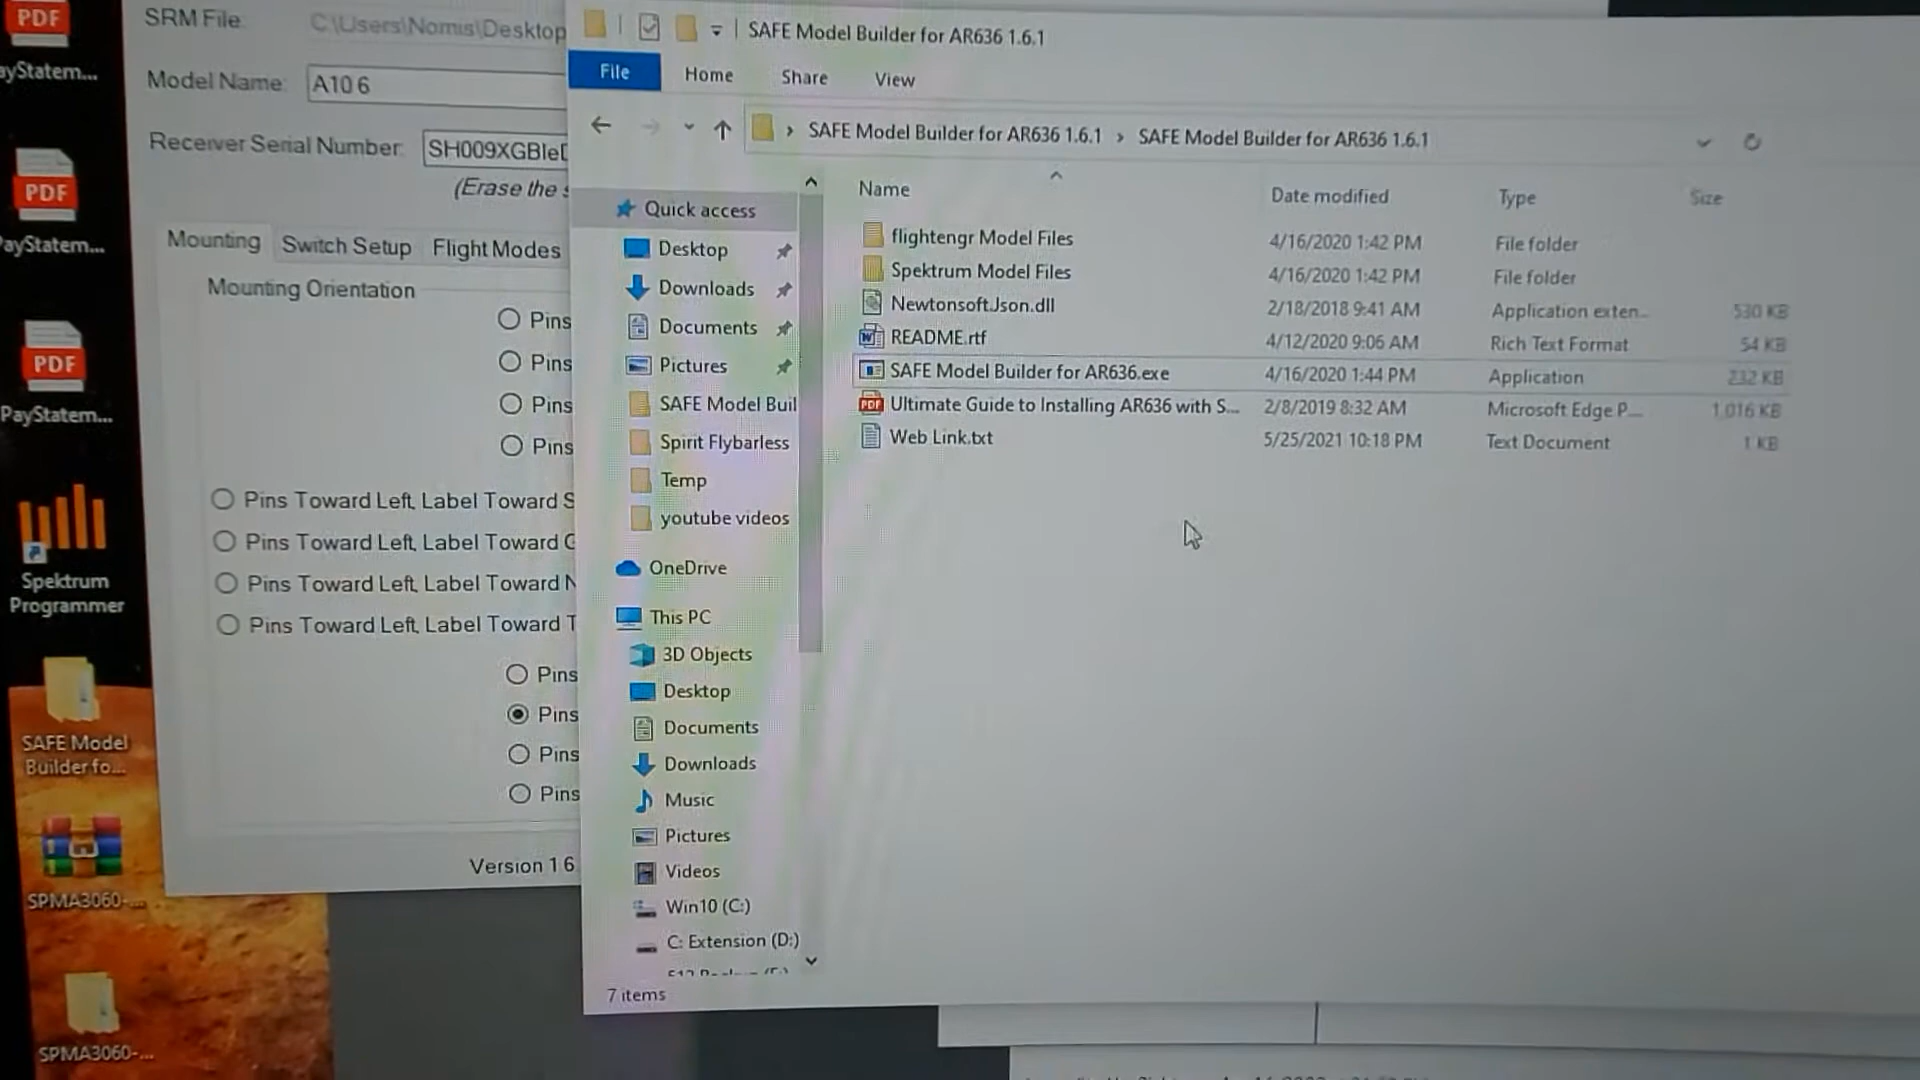 PDF
ayStatem...
PDF
ayStatem...
PDF
PayStatem...
Spektrum
Programmer
SAFE Model
Builder fo...
SPMA3060-...
SPMA3060-...
SRM File:
C:\Users\Nomis\Desktop
Model Name:
A10 6
Receiver Serial Number:
SH009XGBIe
(Erase the s
Mounting
Switch Setup
Flight Modes
Mounting Orientation
Pins
Pins
Pins
Pins
Pins Toward Left, Label Toward S
Pins Toward Left, Label Toward
Pins Toward Left, Label Toward N
Pins Toward Left, Label Toward T
Pins
Pins
Pins
Pins
Version 1 6
SAFE Model Builder for AR636 1.6.1
File
Home
Share
View
SAFE Model Builder for AR636 1.6.1 › SAFE Model Builder for AR636 1.6.1
Quick access
Desktop
Downloads
Documents
Pictures
SAFE Model Buil
Spirit Flybarless
Temp
youtube videos
OneDrive
This PC
3D Objects
Desktop
Documents
Downloads
Music
Pictures
Videos
Win10 (C:)
C: Extension (D:)
7 items
Name Date modified Type Size
flightengr Model Files 4/16/2020 1:42 PM File folder
Spektrum Model Files 4/16/2020 1:42 PM File folder
Newtonsoft.Json.dll 2/18/2018 9:41 AM Application exten... 530 KB
README.rtf 4/12/2020 9:06 AM Rich Text Format 54 KB
SAFE Model Builder for AR636.exe 4/16/2020 1:44 PM Application 232 KB
PDF Ultimate Guide to Installing AR636 with S... 2/8/2019 8:32 AM Microsoft Edge P... 1,016 KB
Web Link.txt 5/25/2021 10:18 PM Text Document 1 KB